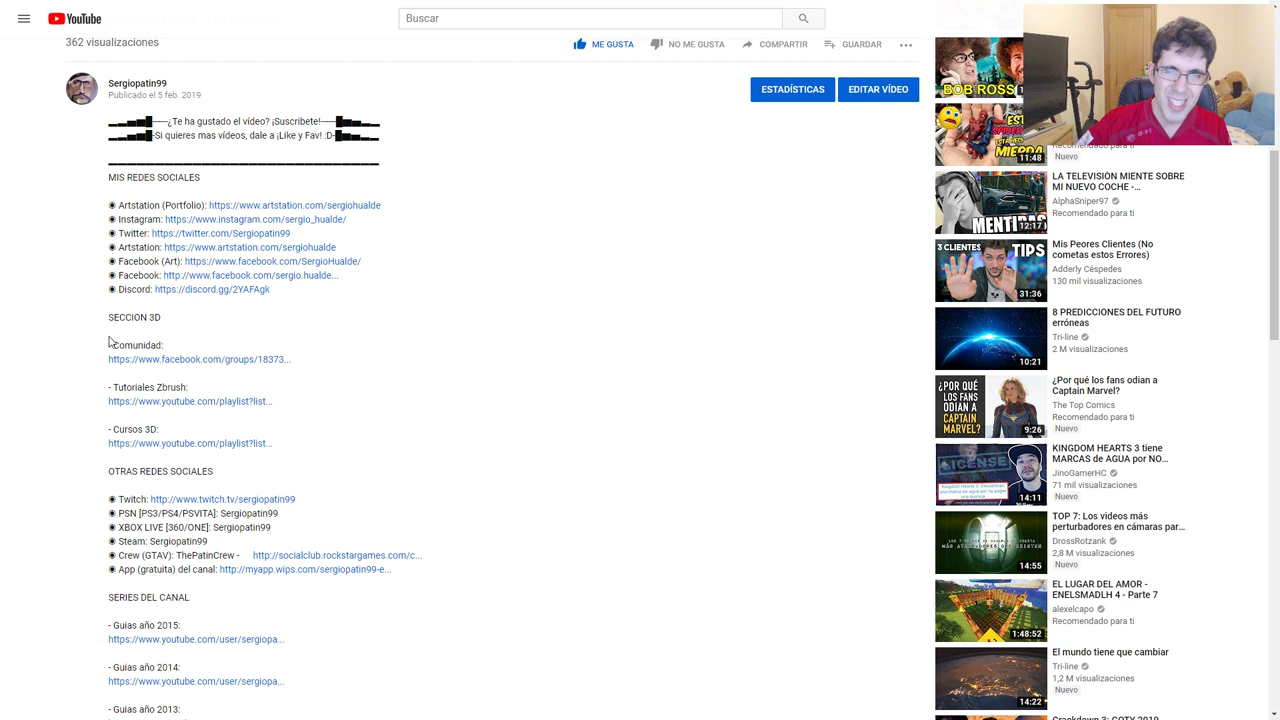 YouTube
Buscar
362 visualizaciones
ME GUSTA
NO ME GUSTA
COMPARTIR
GUARDAR
Sergiopatin99
Publicado el 5 feb. 2019
ESTADÍSTICAS
EDITAR VÍDEO
¿Te ha gustado el video? ¡Suscribete!
Si quieres mas vídeos, dale a ¡Like y Fav! :D
MIS REDES SOCIALES
◉ Artstation (Portfolio): https://www.artstation.com/sergiohualde
◉ Instagram: https://www.instagram.com/sergio_hualde/
◉ Twitter: https://twitter.com/Sergiopatin99
◉ Artstation: https://www.artstation.com/sergiohualde
◉ Facebook (Art): https://www.facebook.com/SergioHualde/
◉ Facebook: http://www.facebook.com/sergio.hualde...
◉ Discord: https://discord.gg/2YAFAgk
SECCION 3D
Comunidad:
https://www.facebook.com/groups/18373...
- Tutoriales Zbrush:
https://www.youtube.com/playlist?list...
- Cursos 3D:
https://www.youtube.com/playlist?list...
OTRAS REDES SOCIALES
◉ Twitch: http://www.twitch.tv/sergiopatin99
◉ PSN [PS3/PS4/PSVITA]: Sergiopatin99
◉ XBOX LIVE [360/ONE]: Sergiopatin99
◉ Steam: Sergiopatin99
◉ Crew (GTAV): ThePatinCrew - http://socialclub.rockstargames.com/c...
◉ App (gratuita) del canal: http://myapp.wips.com/sergiopatin99-e...
SERIES DEL CANAL
- Guias año 2015:
https://www.youtube.com/user/sergiopa...
- Guias año 2014:
https://www.youtube.com/user/sergiopa...
- Guias año 2013:
BOB ROSS
MIERDA
11:48
Recomendado para ti
Nuevo
MENTIRAS
12:17
LA TELEVISIÓN MIENTE SOBRE
MI NUEVO COCHE -...
AlphaSniper97
Recomendado para ti
3 CLIENTES
TIPS
31:36
Mis Peores Clientes (No
cometas estos Errores)
Adderly Céspedes
130 mil visualizaciones
10:21
8 PREDICCIONES DEL FUTURO
erróneas
Tri-line
2 M visualizaciones
¿POR QUÉ
LOS FANS
ODIAN A
CAPTAIN
MARVEL?
9:26
¿Por qué los fans odian a
Captain Marvel?
The Top Comics
Recomendado para ti
Nuevo
LICENSE
14:11
KINGDOM HEARTS 3 tiene
MARCAS de AGUA por NO...
JinoGamerHC
71 mil visualizaciones
Nuevo
14:55
TOP 7: Los videos más
perturbadores en cámaras par...
DrossRotzank
2,8 M visualizaciones
Nuevo
1:48:52
EL LUGAR DEL AMOR -
ENELSMADLH 4 - Parte 7
alexelcapo
Recomendado para ti
14:22
El mundo tiene que cambiar
Tri-line
1,2 M visualizaciones
Nuevo
Crackdown 3: GOTY 2019